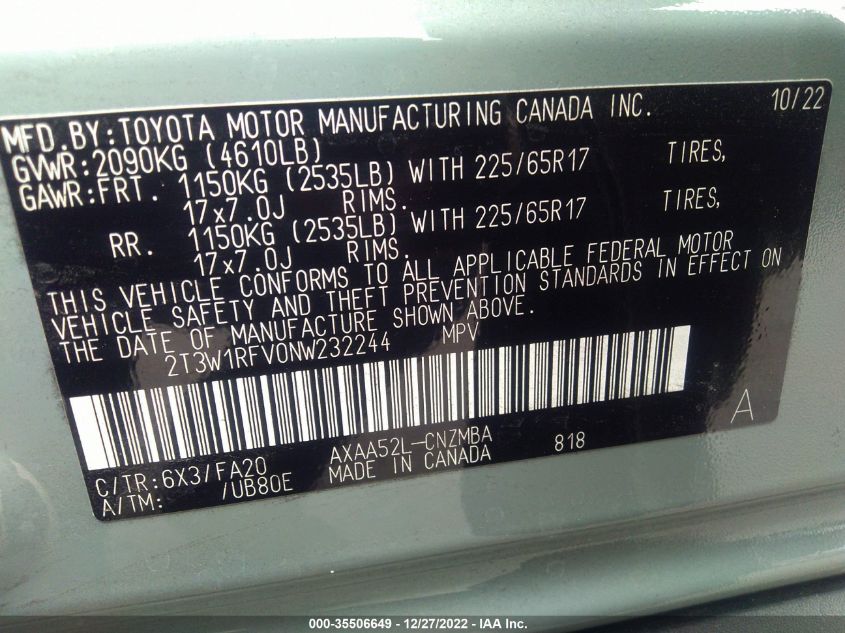 MFD.BY:TOYOTA MOTOR MANUFACTURING CANADA INC. 10/22
GVWR:2090KG (4610LB)
GAWR:FRT. 1150KG (2535LB) WITH 225/65R17 TIRES,
17x7.0J RIMS.
RR. 1150KG (2535LB) WITH 225/65R17 TIRES,
17x7.0J RIMS.
THIS VEHICLE CONFORMS TO ALL APPLICABLE FEDERAL MOTOR
VEHICLE SAFETY AND THEFT PREVENTION STANDARDS IN EFFECT ON
THE DATE OF MANUFACTURE SHOWN ABOVE.
2T3W1RFV0NW232244 MPV
A
C/TR:6X3/FA20 AXAA52L-CNZMBA 818
A/TM: /UB80E MADE IN CANADA
000-35506649 - 12/27/2022 - IAA Inc.